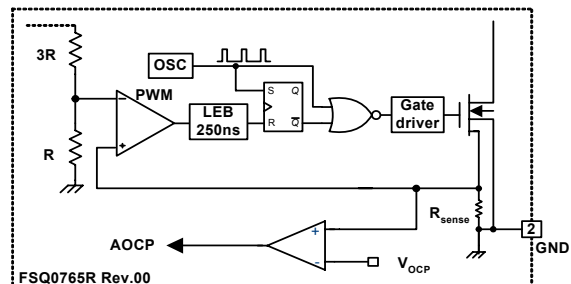 3R
OSC
PWM
LEB
250ns
S Q
R Q
Gate
driver
R
+
Rsense
2
GND
AOCP
+
-
VOCP
FSQ0765R Rev.00